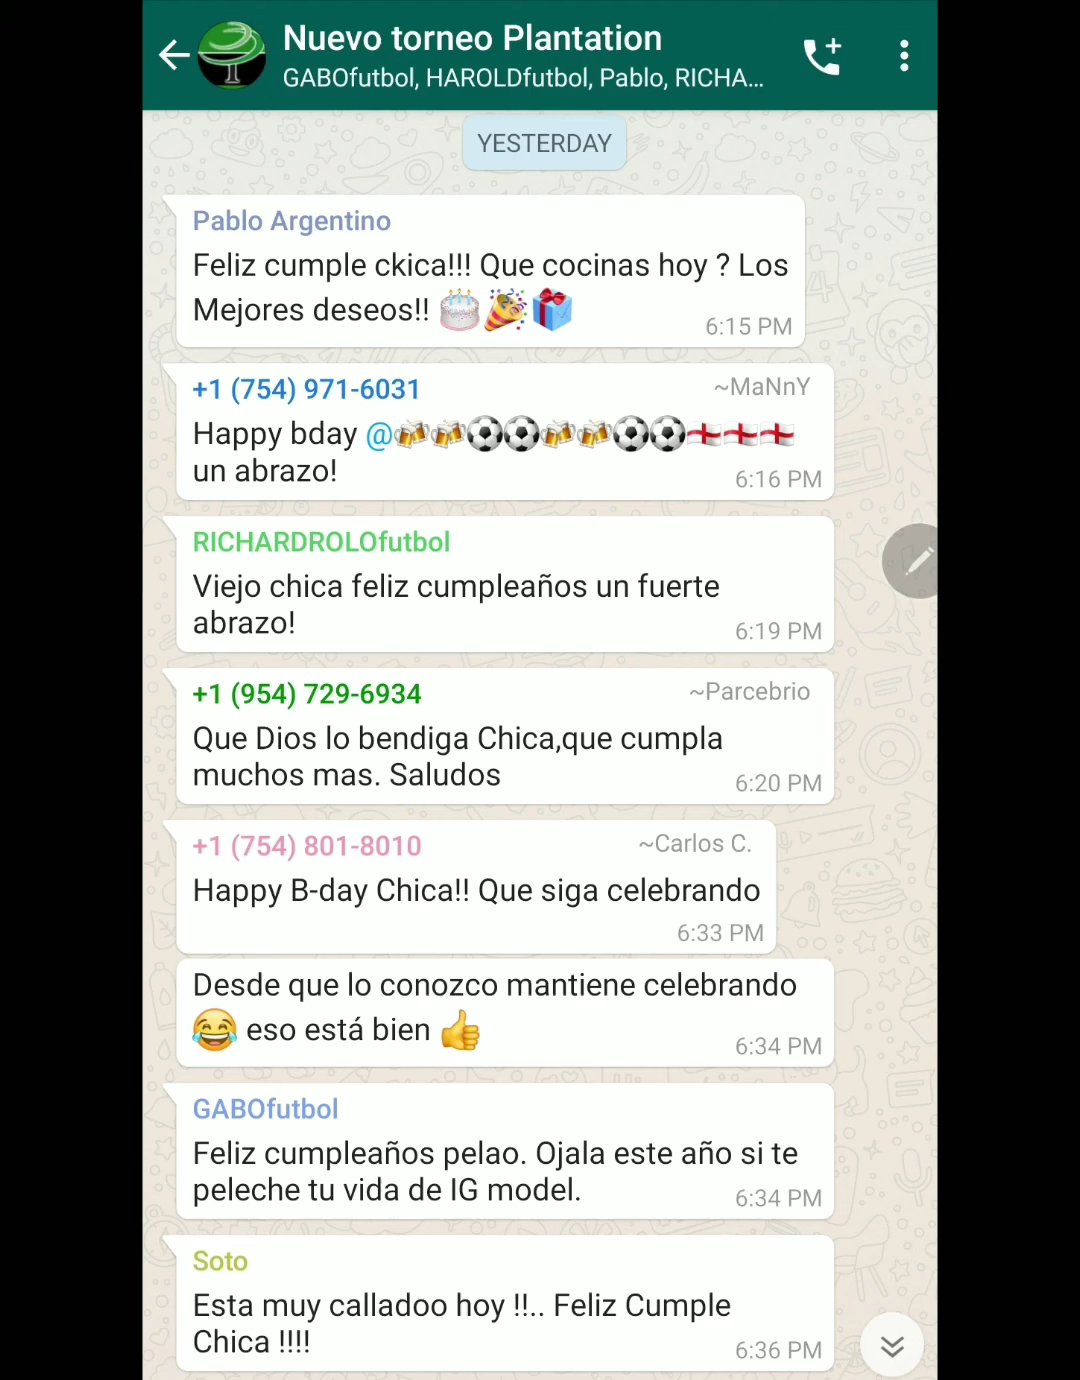 Nuevo torneo Plantation
GABOfutbol, HAROLDfutbol, Pablo, RICHA...
YESTERDAY
Pablo Argentino
Feliz cumple ckica!!! Que cocinas hoy ? Los
Mejores deseos!! 🎂🎉🎁
6:15 PM
+1 (754) 971-6031 ~MaNnY
Happy bday @🍻🍻⚽⚽🍻🍻⚽⚽🏴󠁧󠁢󠁥󠁮󠁧󠁿🏴󠁧󠁢󠁥󠁮󠁧󠁿🏴󠁧󠁢󠁥󠁮󠁧󠁿
un abrazo!
6:16 PM
RICHARDROLOfutbol
Viejo chica feliz cumpleaños un fuerte
abrazo!
6:19 PM
+1 (954) 729-6934 ~Parcebrio
Que Dios lo bendiga Chica,que cumpla
muchos mas. Saludos
6:20 PM
+1 (754) 801-8010 ~Carlos C.
Happy B-day Chica!! Que siga celebrando
6:33 PM
Desde que lo conozco mantiene celebrando
😂 eso está bien 👍
6:34 PM
GABOfutbol
Feliz cumpleaños pelao. Ojala este año si te
peleche tu vida de IG model.
6:34 PM
Soto
Esta muy calladoo hoy !!.. Feliz Cumple
Chica !!!!
6:36 PM